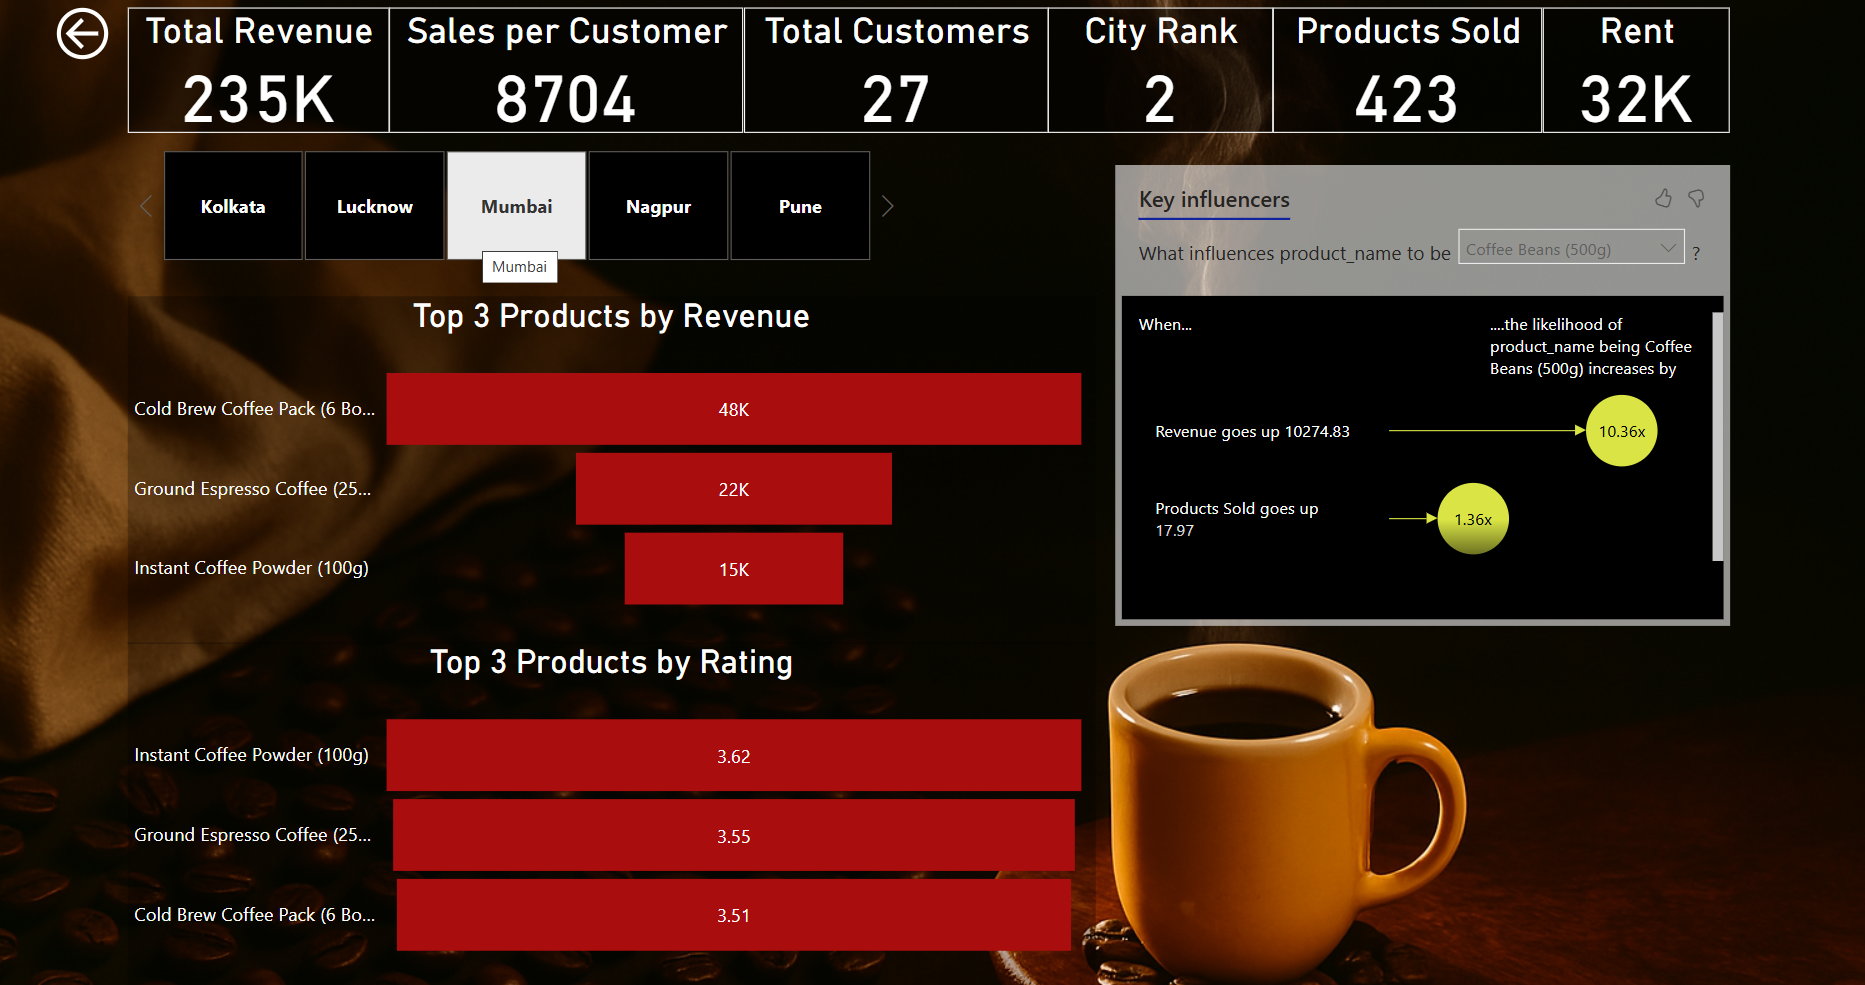 Total Revenue
235K
Sales per Customer
8704
Total Customers
27
City Rank
2
Products Sold
423
Rent
32K
Kolkata
Lucknow
Mumbai
Nagpur
Pune
Mumbai
Top 3 Products by Revenue
Cold Brew Coffee Pack (6 Bo...
48K
Ground Espresso Coffee (25...
22K
Instant Coffee Powder (100g)
15K
Top 3 Products by Rating
Instant Coffee Powder (100g)
3.62
Ground Espresso Coffee (25...
3.55
Cold Brew Coffee Pack (6 Bo...
3.51
Key influencers
What influences product_name to be Coffee Beans (500g) ?
When...
....the likelihood of
product_name being Coffee
Beans (500g) increases by
Revenue goes up 10274.83
10.36x
Products Sold goes up
17.97
1.36x